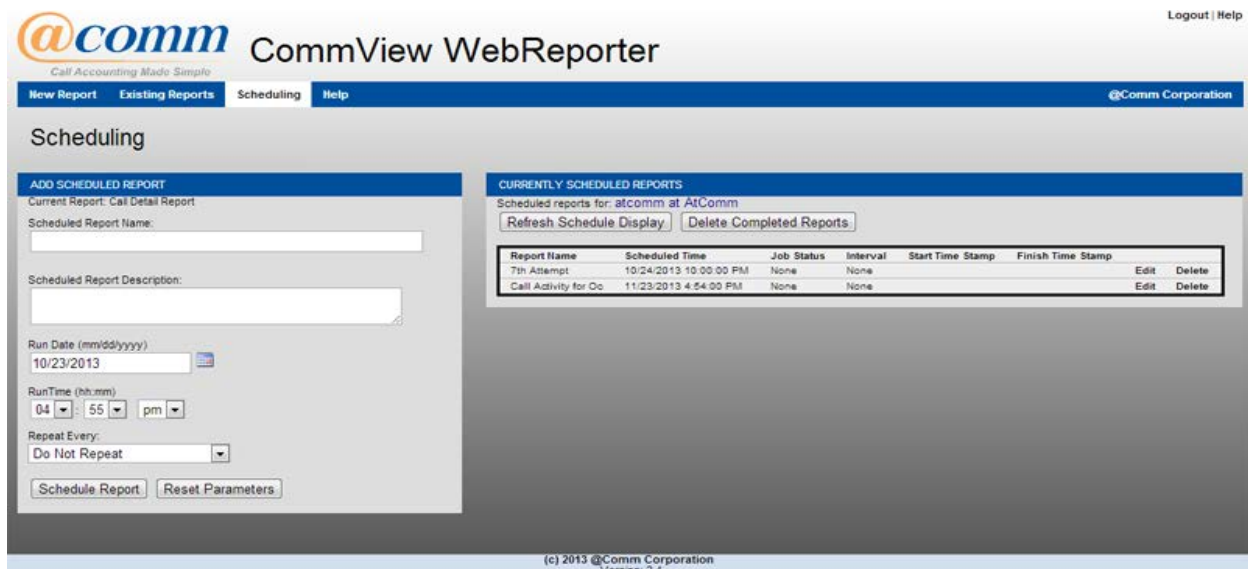 Logout | Help
@comm
Call Accounting Made Simple
CommView WebReporter
New Report Existing Reports Scheduling Help @Comm Corporation
Scheduling
ADD SCHEDULED REPORT
Current Report: Call Detail Report
Scheduled Report Name:
Scheduled Report Description:
Run Date (mm/dd/yyyy)
10/23/2013
RunTime (hh:mm)
04 : 55 pm
Repeat Every:
Do Not Repeat
Schedule Report Reset Parameters
CURRENTLY SCHEDULED REPORTS
Scheduled reports for: atcomm at AtComm
Refresh Schedule Display Delete Completed Reports
Report Name Scheduled Time Job Status Interval Start Time Stamp Finish Time Stamp
7th Attempt 10/24/2013 10:00:00 PM None None Edit Delete
Call Activity for Oc 11/23/2013 4:54:00 PM None None Edit Delete
(c) 2013 @Comm Corporation